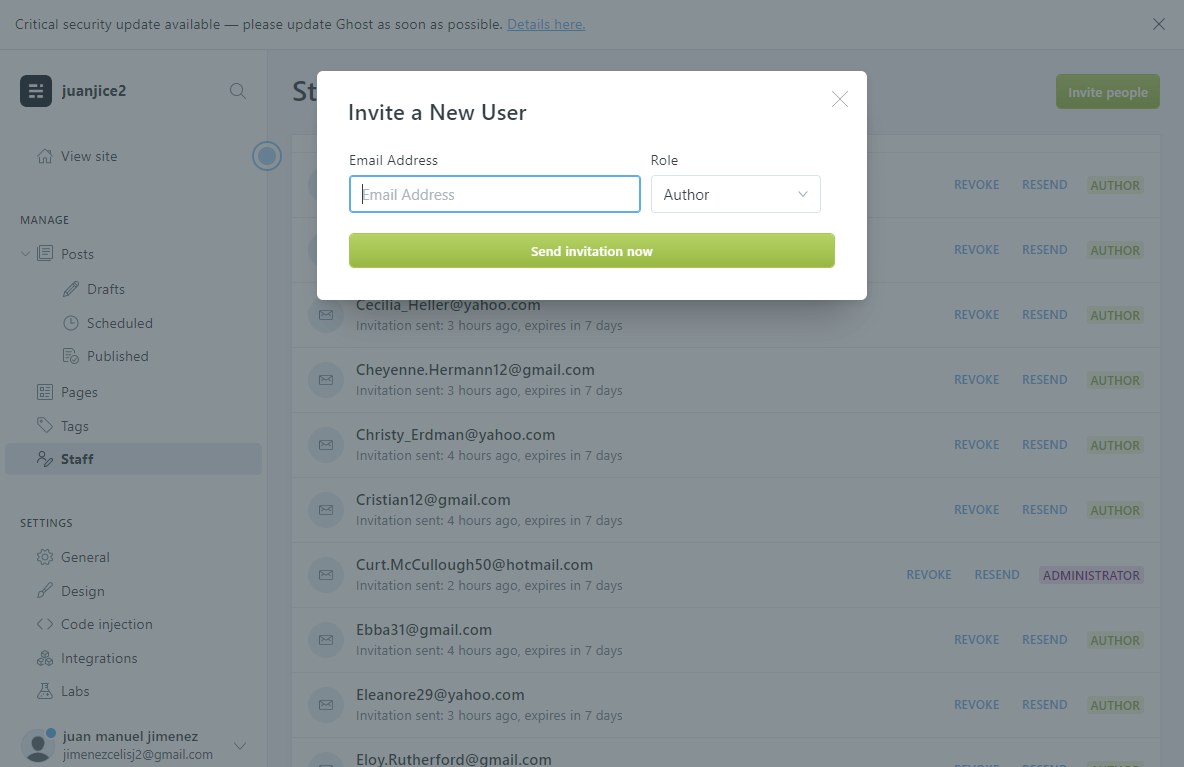 Critical security update available — please update Ghost as soon as possible. Details here.
juanjice2
View site
MANAGE
Posts
Drafts
Scheduled
Published
Pages
Tags
Staff
SETTINGS
General
Design
Code injection
Integrations
Labs
juan manuel jimenez
jimenezcelisj2@gmail.com
St
Invite people
Invite a New User
Email Address
Role
Email Address
Author
Send invitation now
REVOKE RESEND AUTHOR
REVOKE RESEND AUTHOR
Cecilia_Heller@yahoo.com
Invitation sent: 3 hours ago, expires in 7 days
REVOKE RESEND AUTHOR
Cheyenne.Hermann12@gmail.com
Invitation sent: 3 hours ago, expires in 7 days
REVOKE RESEND AUTHOR
Christy_Erdman@yahoo.com
Invitation sent: 4 hours ago, expires in 7 days
REVOKE RESEND AUTHOR
Cristian12@gmail.com
Invitation sent: 4 hours ago, expires in 7 days
REVOKE RESEND AUTHOR
Curt.McCullough50@hotmail.com
Invitation sent: 2 hours ago, expires in 7 days
REVOKE RESEND ADMINISTRATOR
Ebba31@gmail.com
Invitation sent: 4 hours ago, expires in 7 days
REVOKE RESEND AUTHOR
Eleanore29@yahoo.com
Invitation sent: 3 hours ago, expires in 7 days
REVOKE RESEND AUTHOR
Eloy.Rutherford@gmail.com
REVOKE RESEND AUTHOR